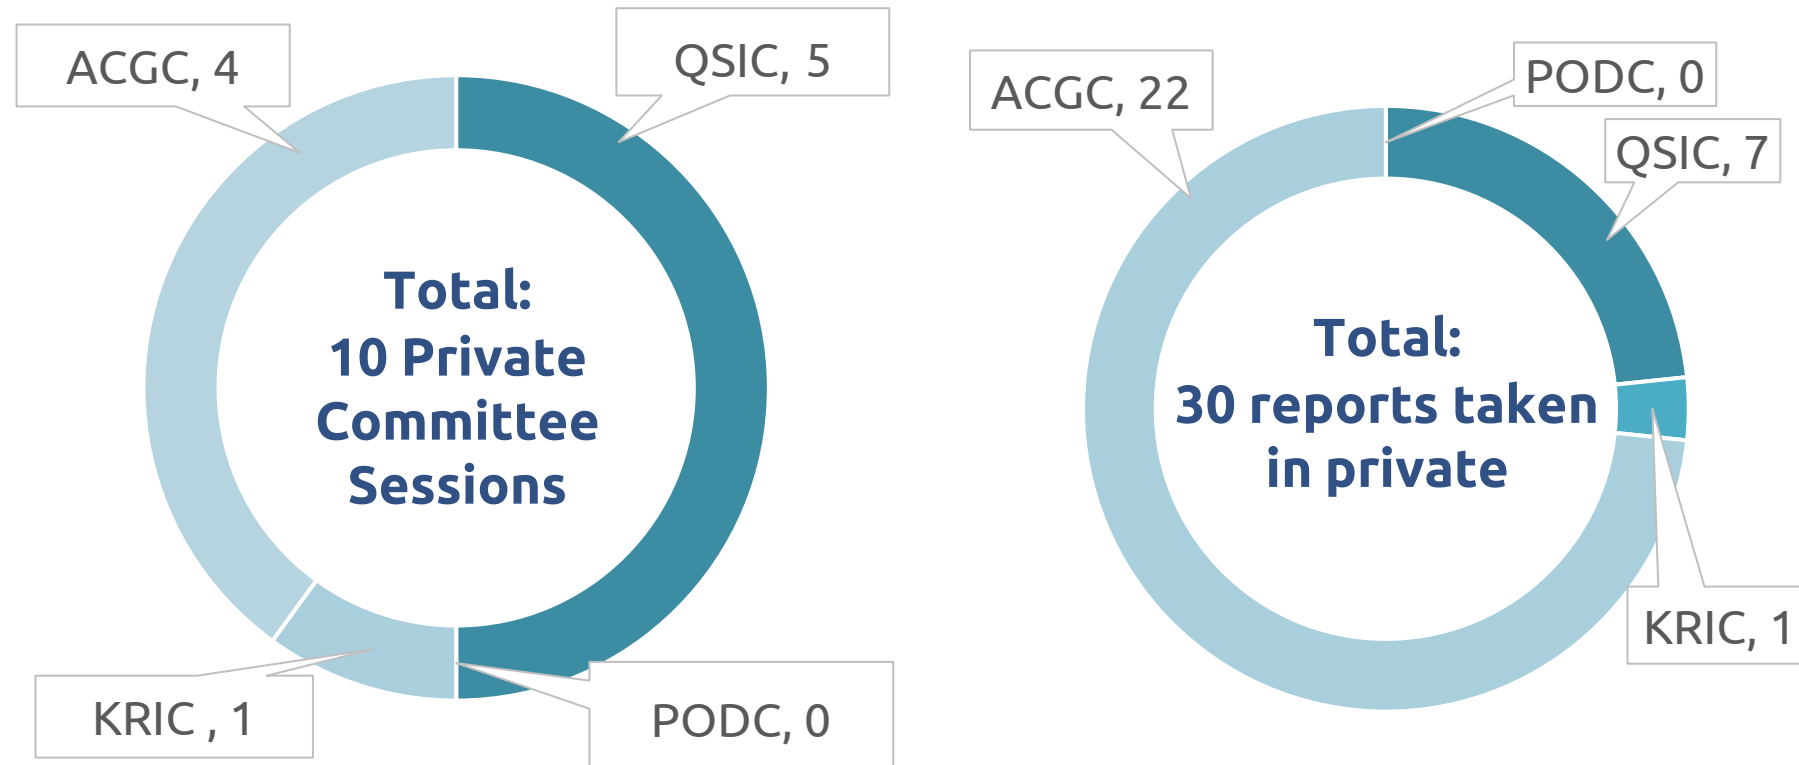 ACGC, 4
QSIC, 5
Total:
10 Private
Committee
Sessions
KRIC , 1
PODC, 0
ACGC, 22
PODC, 0
QSIC, 7
Total:
30 reports taken
in private
KRIC, 1